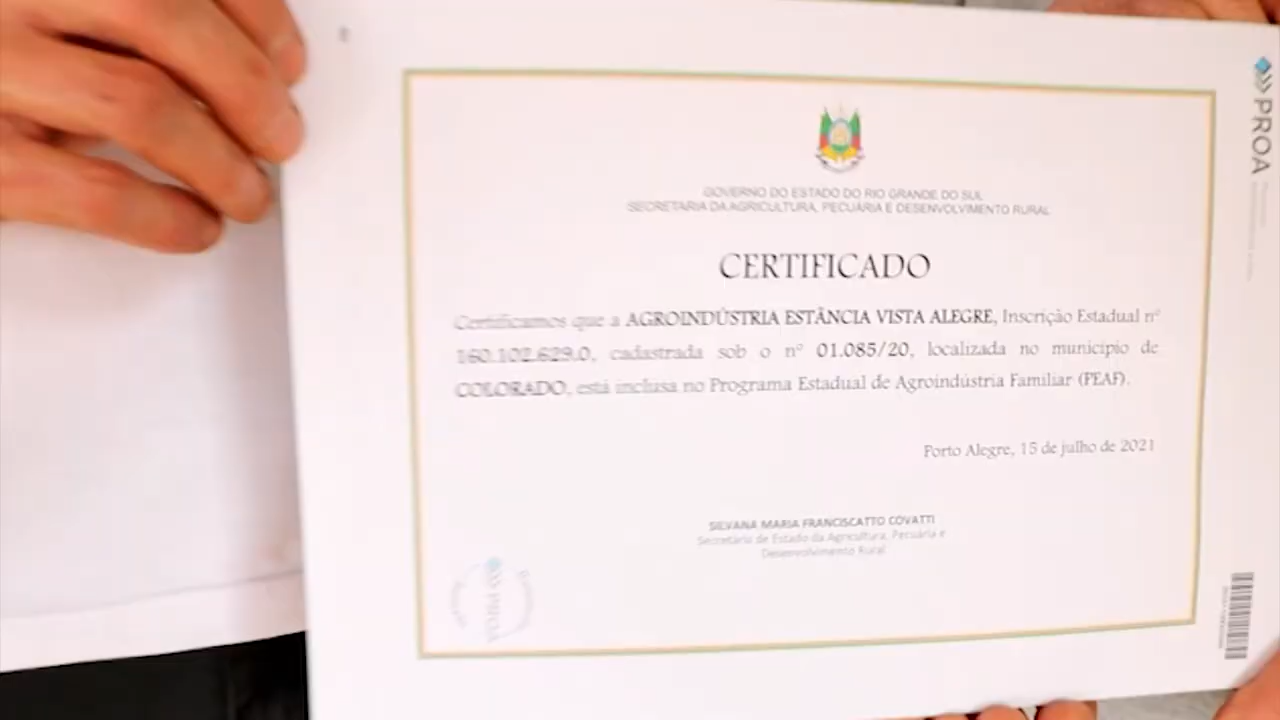 GOVERNO DO ESTADO DO RIO GRANDE DO SUL
SECRETARIA DA AGRICULTURA, PECUÁRIA E DESENVOLVIMENTO RURAL
CERTIFICADO
Certificamos que a AGROINDÚSTRIA ESTÂNCIA VISTA ALEGRE, Inscrição Estadual nº
160.102.629.0, cadastrada sob o nº 01.085/20, localizada no município de
COLORADO, está inclusa no Programa Estadual de Agroindústria Familiar (PEAF).
Porto Alegre, 15 de julho de 2021
SILVANA MARIA FRANCISCATTO COVATTI
Secretário de Estado da Agricultura, Pecuária e
Desenvolvimento Rural
PROA
PROA